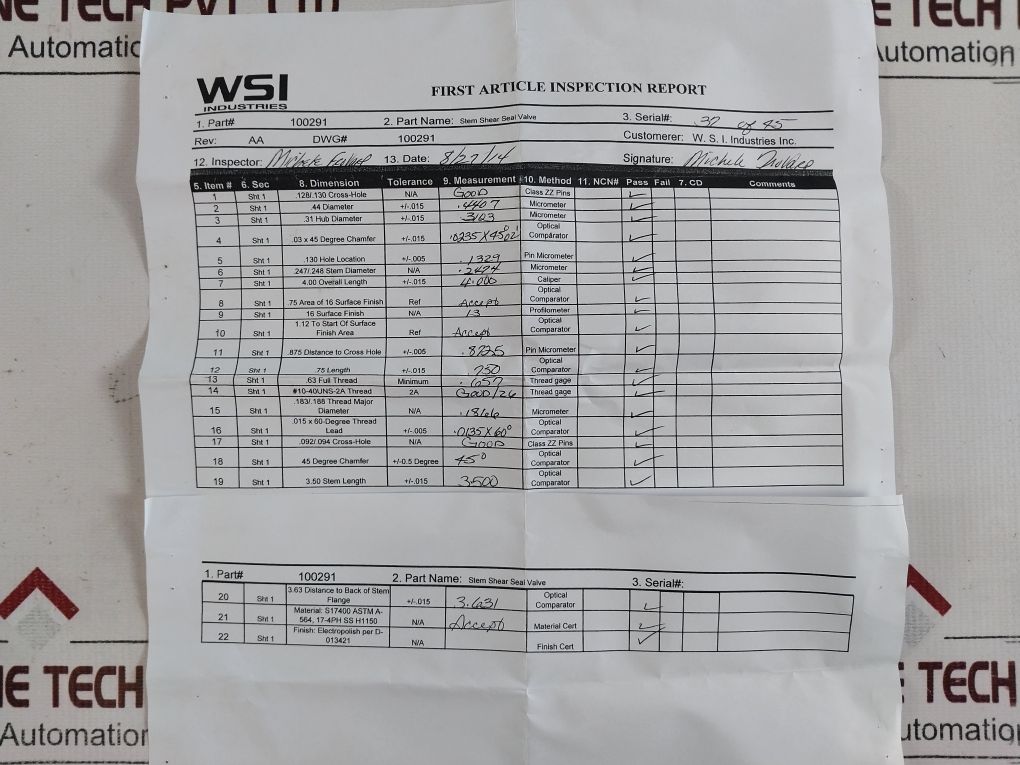 NE TECH PVT LTD
E TECH
Automatic
Automation
WSI
INDUSTRIES
FIRST ARTICLE INSPECTION REPORT
1. Part# 100291 2. Part Name: Stem Shear Seal Valve 3. Serial#: 32 of 45
Rev: AA DWG# 100291 Customerer: W. S. I. Industries Inc.
12. Inspector: 13. Date: 8/27/14 Signature: Michele
5. Item # 6. Sec 8. Dimension Tolerance 9. Measurement 10. Method 11. NCN# Pass Fail 7. CD Comments
1 Sht 1 .128/.130 Cross-Hole N/A GOOD Class ZZ Pins ✓
2 Sht 1 .44 Diameter +/-.015 .4407 Micrometer ✓
3 Sht 1 .31 Hub Diameter +/-.015 .3103 Micrometer ✓
4 Sht 1 .03 x 45 Degree Chamfer +/-.015 .0235 X 45° Optical Comparator ✓
5 Sht 1 .130 Hole Location +/-.005 .1329 Pin Micrometer ✓
6 Sht 1 .247/.248 Stem Diameter N/A .2474 Micrometer ✓
7 Sht 1 4.00 Overall Length +/-.015 4.000 Caliper ✓
8 Sht 1 .75 Area of 16 Surface Finish Ref Accept Optical Comparator ✓
9 Sht 1 16 Surface Finish N/A 13 Profilometer ✓
10 Sht 1 1.12 To Start Of Surface Finish Area Ref Accept Optical Comparator ✓
11 Sht 1 .875 Distance to Cross Hole +/-.005 .8725 Pin Micrometer ✓
12 Sht 1 .75 Length +/-.015 .750 Optical Comparator ✓
13 Sht 1 .63 Full Thread Minimum .657 Thread gage ✓
14 Sht 1 #10-40UNS-2A Thread 2A GOOD/26 Thread gage ✓
15 Sht 1 .183/.188 Thread Major Diameter N/A .1866 Micrometer ✓
16 Sht 1 .015 x 60-Degree Thread Lead +/-.005 .0135 X 60° Optical Comparator ✓
17 Sht 1 .092/.094 Cross-Hole N/A GOOD Class ZZ Pins ✓
18 Sht 1 45 Degree Chamfer +/-0.5 Degree 45° Optical Comparator ✓
19 Sht 1 3.50 Stem Length +/-.015 3.500 Optical Comparator ✓
1. Part# 100291 2. Part Name: Stem Shear Seal Valve 3. Serial#:
20 Sht 1 3.63 Distance to Back of Stem Flange +/-.015 3.631 Optical Comparator ✓
21 Sht 1 Material: S17400 ASTM A-564, 17-4PH SS H1150 N/A Accept Material Cert ✓
22 Sht 1 Finish: Electropolish per D-013421 N/A Finish Cert ✓
NE TECH
E TECH
Automation
utomatio